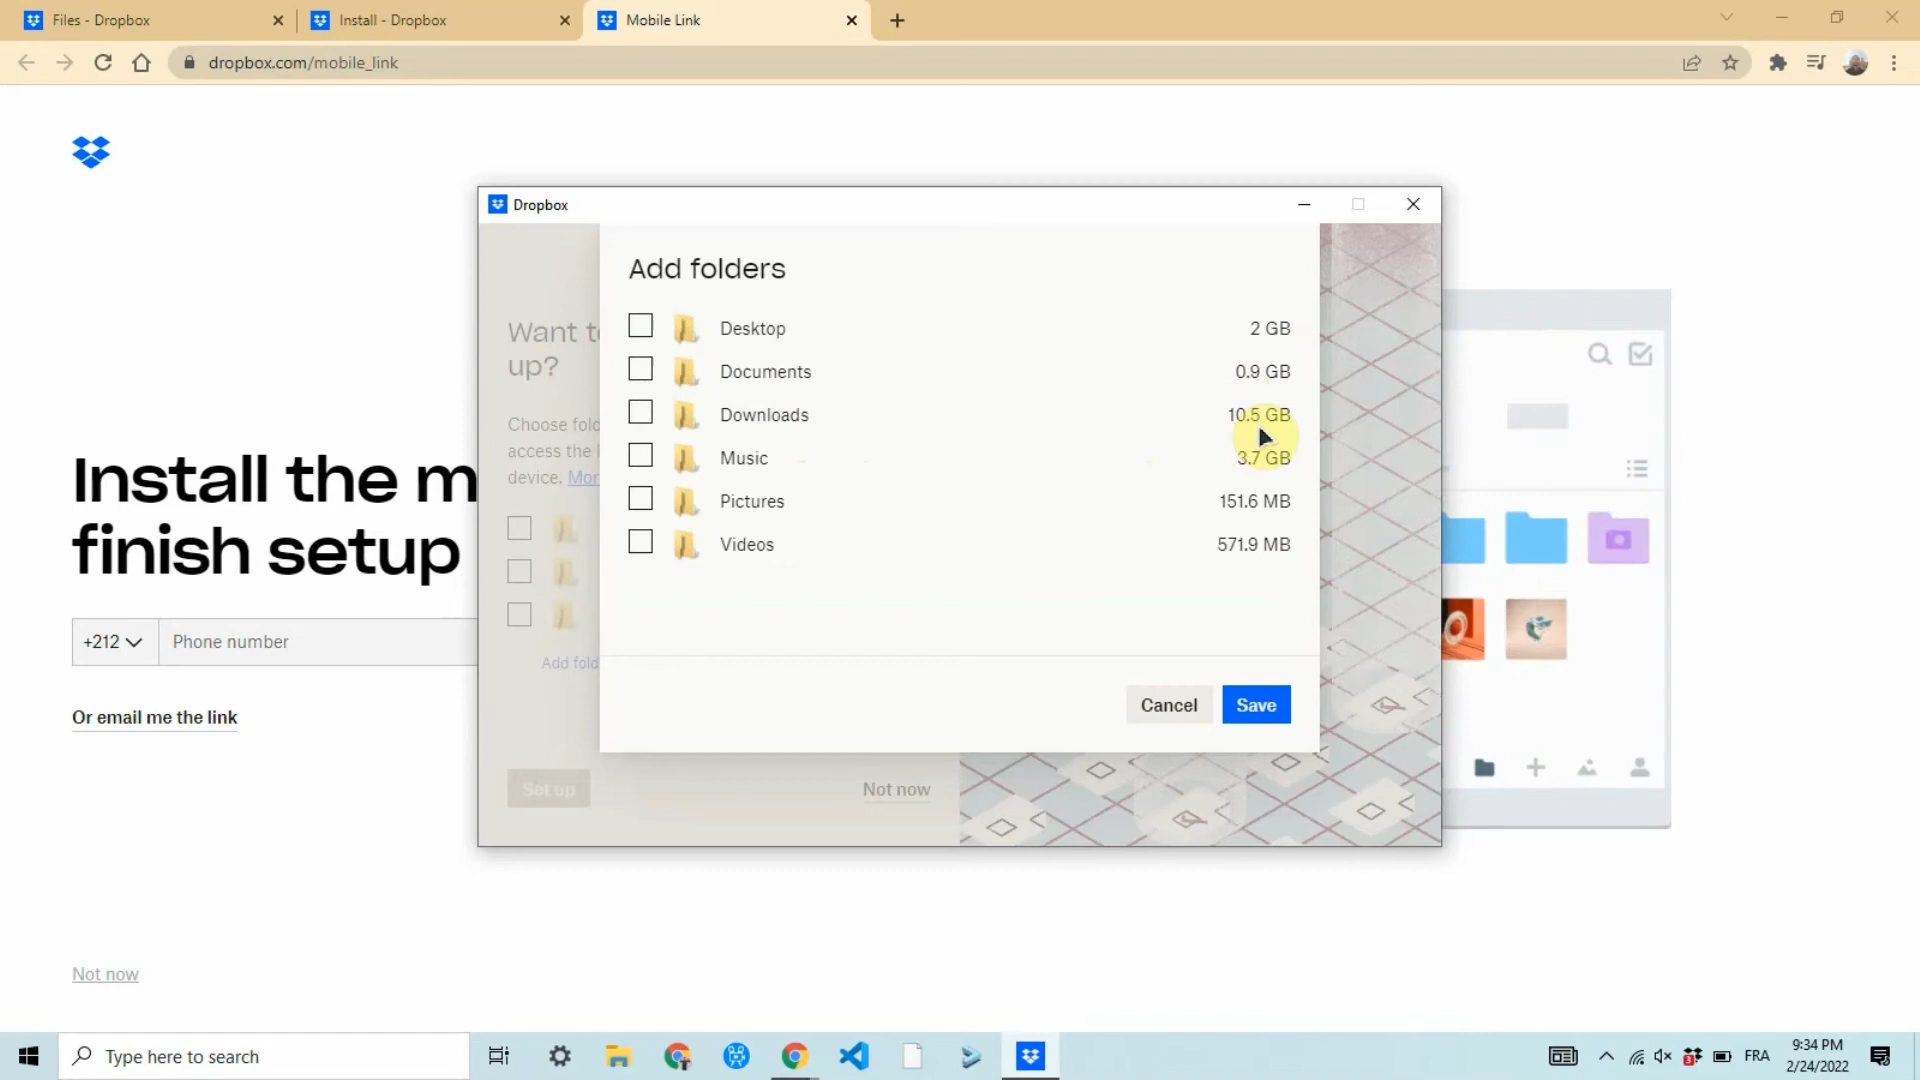 Files - Dropbox
Install - Dropbox
Mobile Link
dropbox.com/mobile_link
Dropbox
Add folders
Desktop 2 GB
Documents 0.9 GB
Downloads 10.5 GB
Music 3.7 GB
Pictures 151.6 MB
Videos 571.9 MB
Cancel
Save
Want t
up?
Choose fold
access the
device. Mor
Add fold
Set up
Not now
Install the m
finish setup
+212
Phone number
Or email me the link
Not now
Type here to search
FRA
9:34 PM
2/24/2022